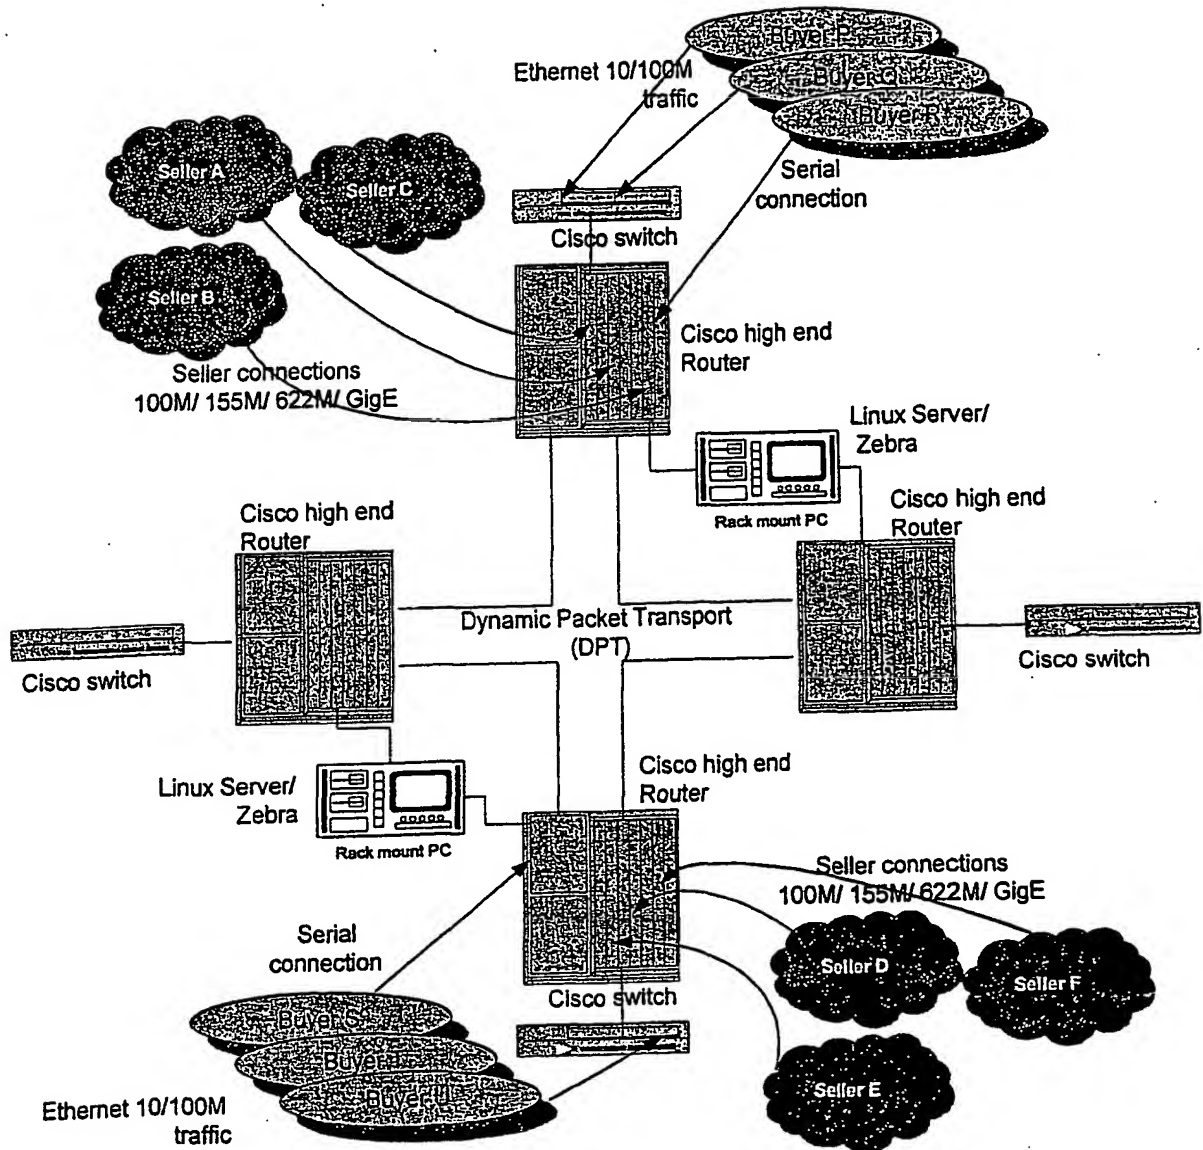 Buyer P
Ethernet 10/100M
traffic
Buyer Q
Buyer R
Seller A
Seller C
Serial
connection
Cisco switch
Seller B
Cisco high end
Router
Seller connections
100M/ 155M/ 622M/ GigE
Linux Server/
Zebra
Rack mount PC
Cisco high end
Router
Cisco high end
Router
Dynamic Packet Transport
(DPT)
Cisco switch
Cisco switch
Linux Server/
Zebra
Rack mount PC
Cisco high end
Router
Seller connections
100M/ 155M/ 622M/ GigE
Serial
connection
Seller D
Seller F
Cisco switch
Buyer S
Buyer T
Buyer U
Seller E
Ethernet 10/100M
traffic